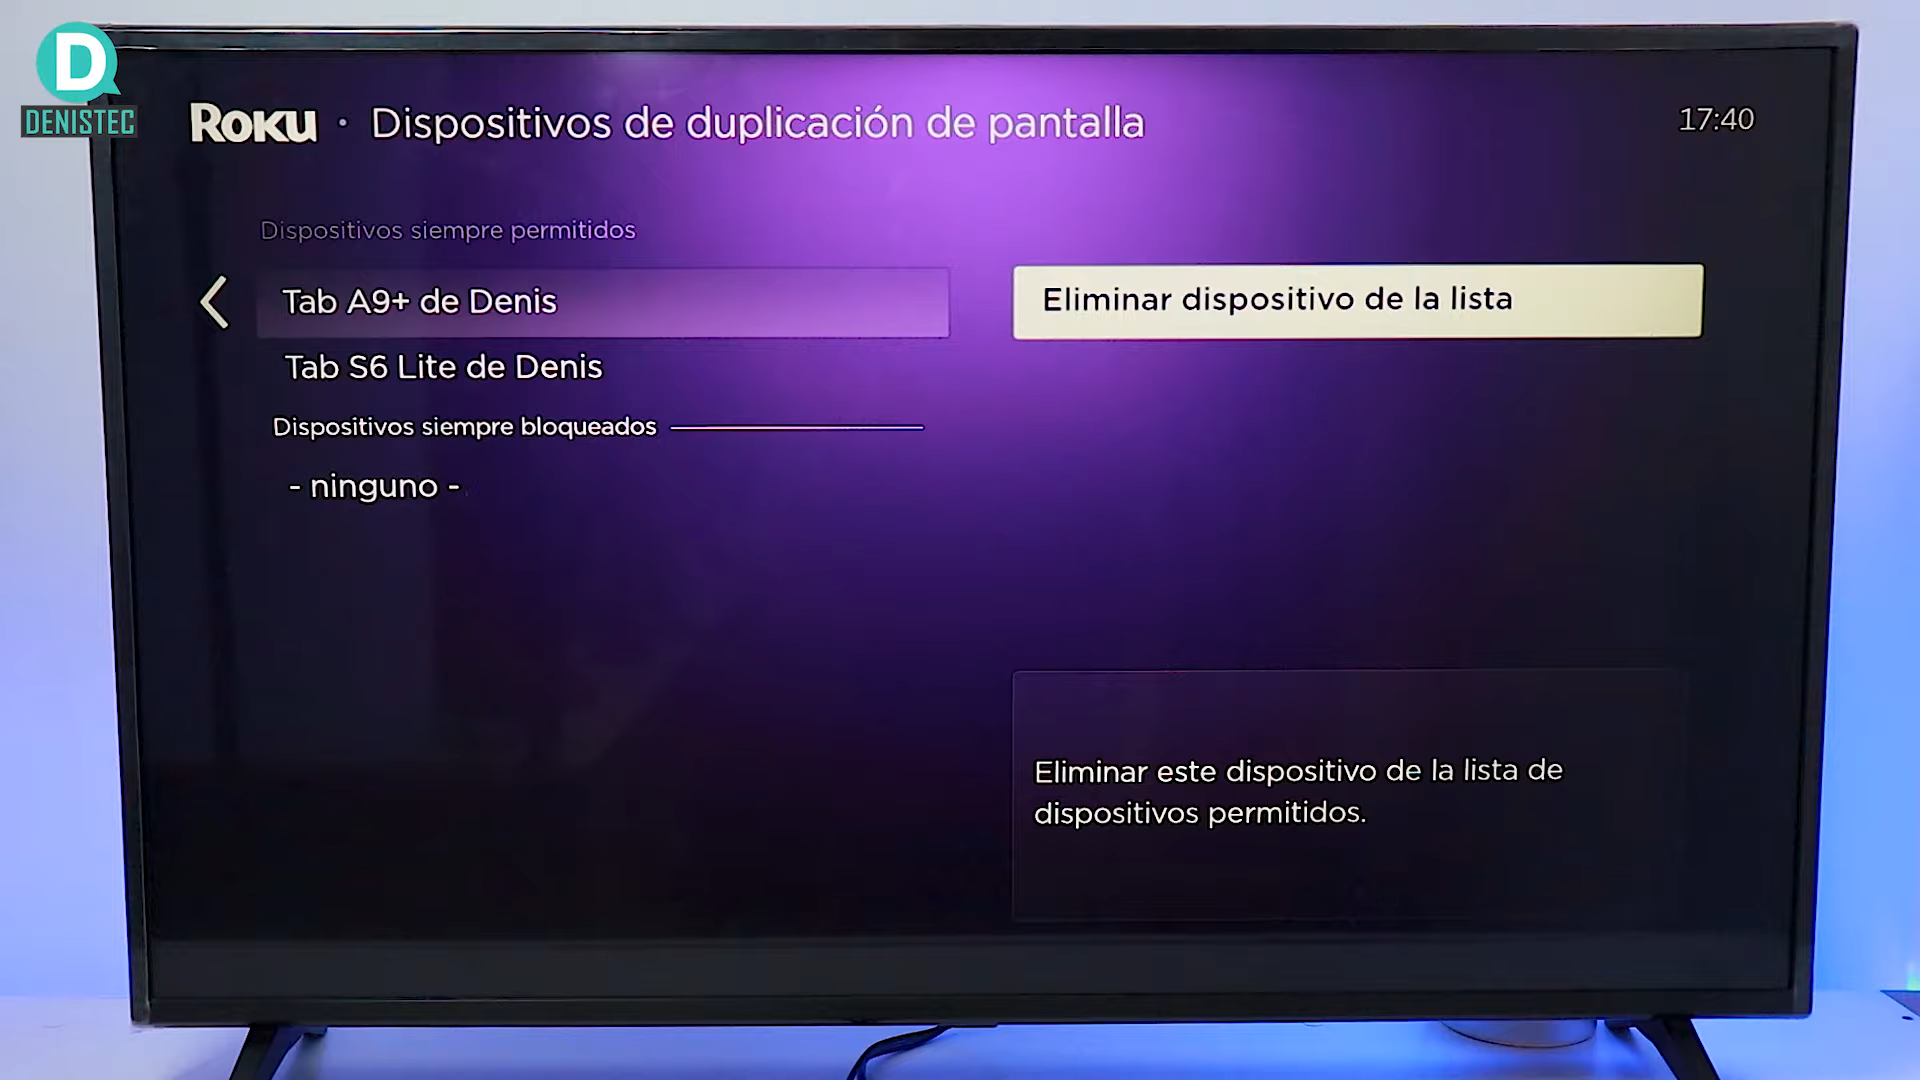 D
DENISTEC
ROKU · Dispositivos de duplicación de pantalla
17:40
Dispositivos siempre permitidos
Tab A9+ de Denis
Eliminar dispositivo de la lista
Tab S6 Lite de Denis
Dispositivos siempre bloqueados
- ninguno -
Eliminar este dispositivo de la lista de
dispositivos permitidos.